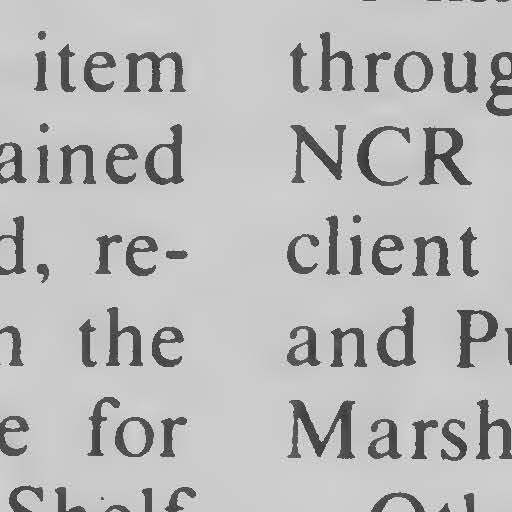 item
ained
d, re-
n the
e for
Shelf
throug
NCR
client
and Pu
Marsh
Oth